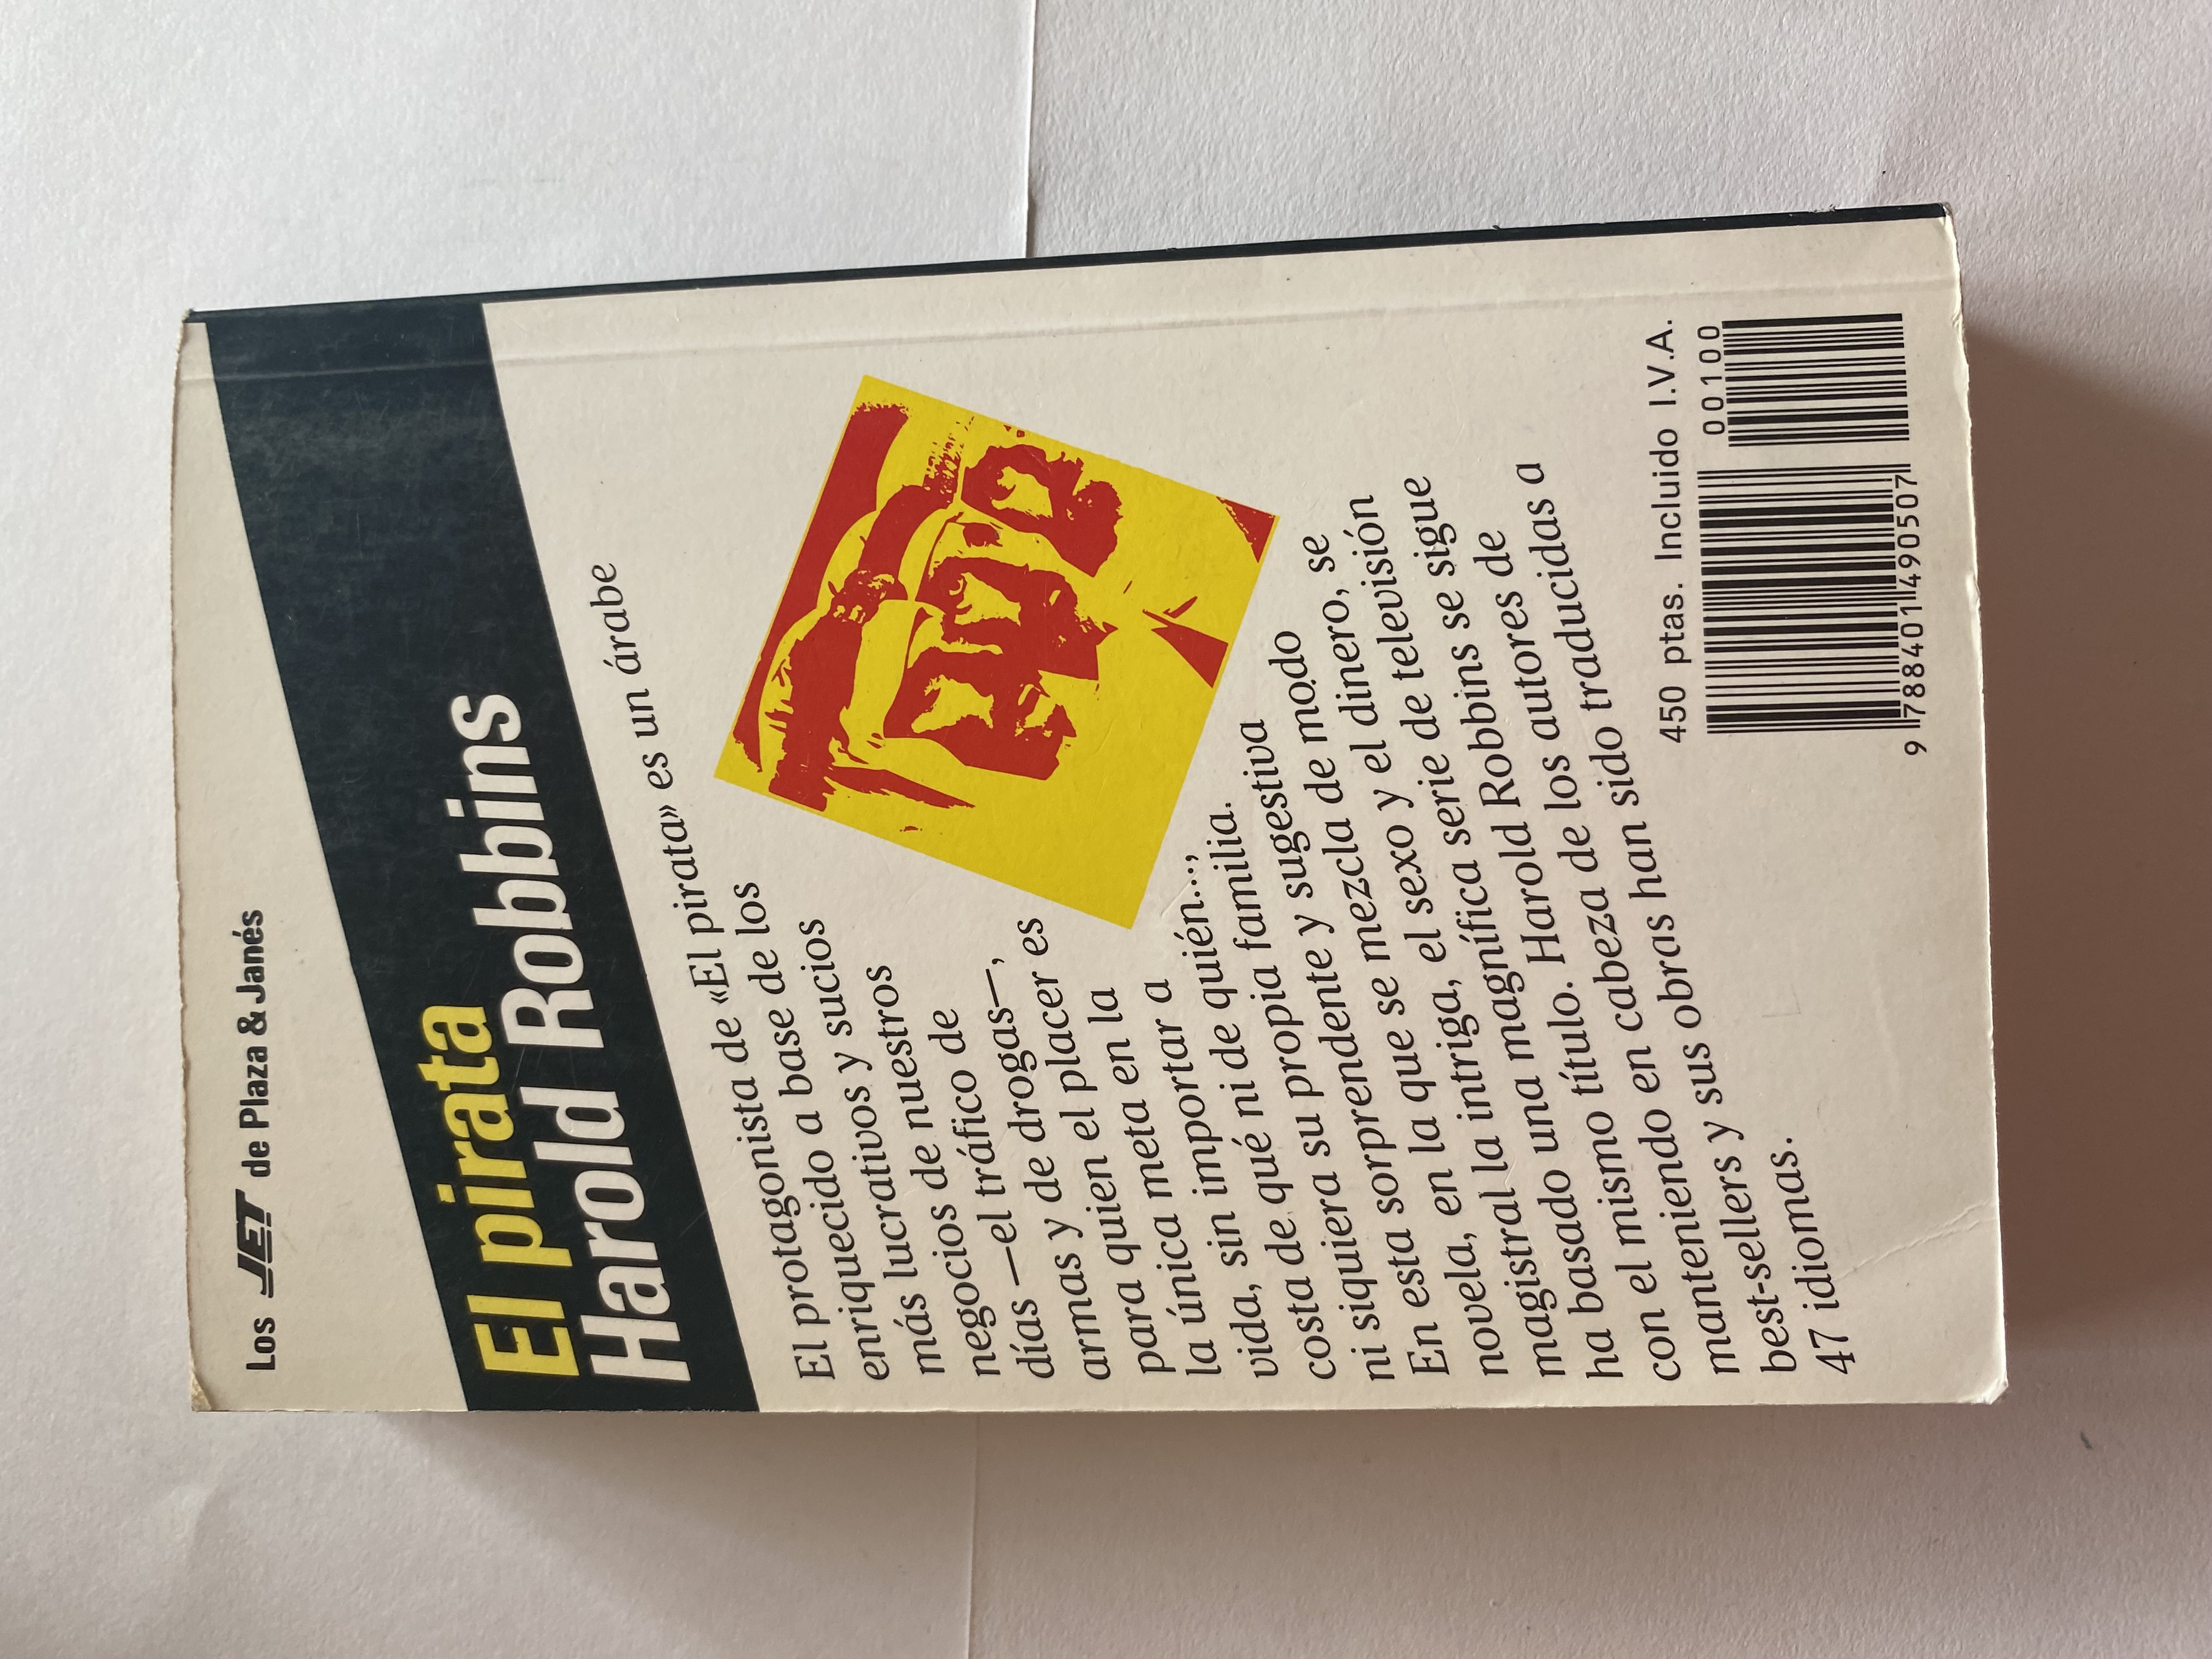 Los JET de Plaza & Janés
El pirata
Harold Robbins
El protagonista de «El pirata» es un árabe
enriquecido a base de los
más lucrativos y sucios
negocios de nuestros
días —el tráfico de
armas y de drogas—,
para quien el placer es
la única meta en la
vida, sin importar a
costa de qué ni de quién...,
ni siquiera su propia familia.
En esta sorprendente y sugestiva
novela, en la que se mezcla de modo
magistral la intriga, el sexo y el dinero, se
ha basado una magnífica serie de televisión
con el mismo título. Harold Robbins se sigue
manteniendo en cabeza de los autores de
best-sellers y sus obras han sido traducidas a
47 idiomas.
450 ptas. Incluido I.V.A.
00100
9 788401 490507